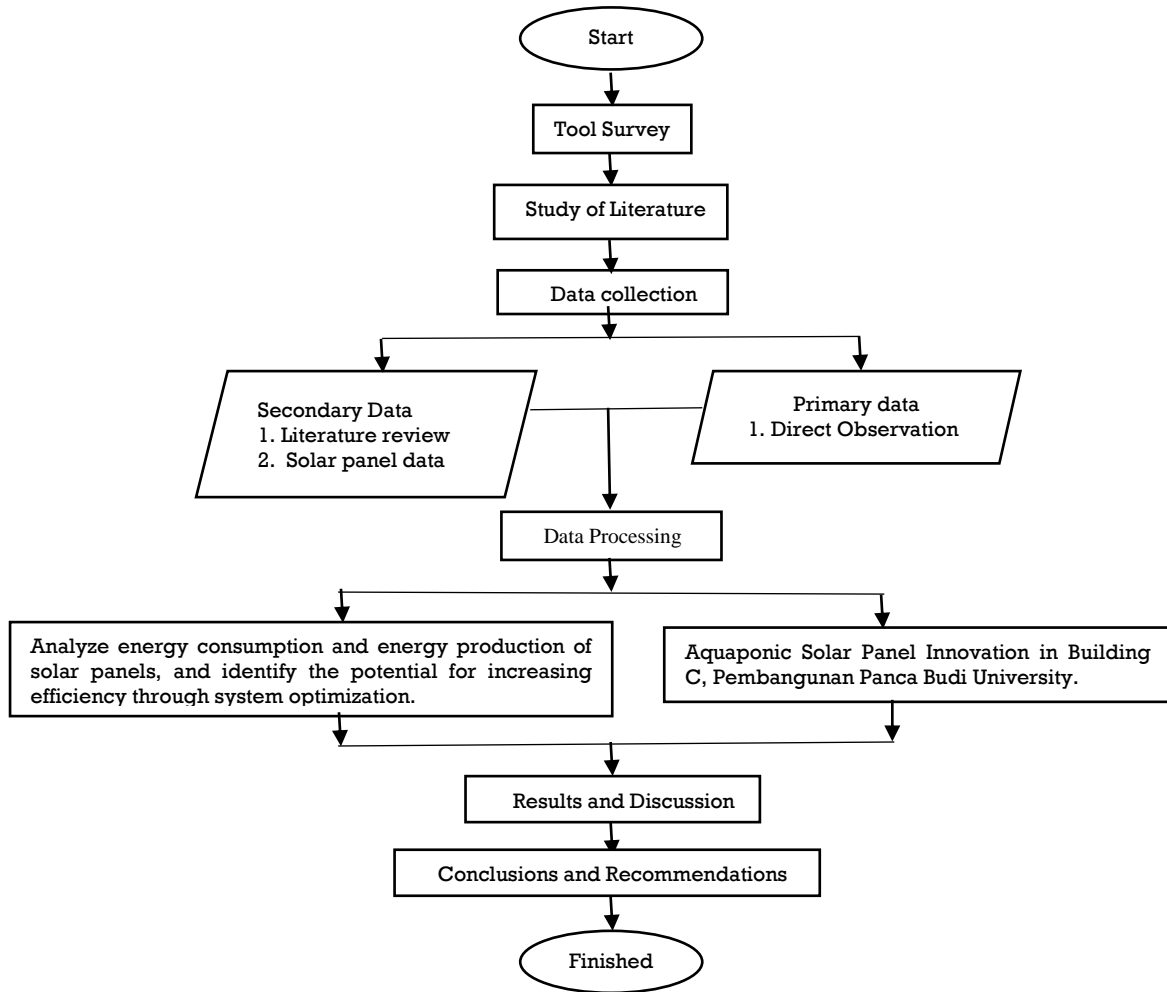 Start
Tool Survey
Study of Literature
Data collection
Secondary Data
1. Literature review
2. Solar panel data
Primary data
1. Direct Observation
Data Processing
Analyze energy consumption and energy production of
solar panels, and identify the potential for increasing
efficiency through system optimization.
Aquaponic Solar Panel Innovation in Building
C, Pembangunan Panca Budi University.
Results and Discussion
Conclusions and Recommendations
Finished